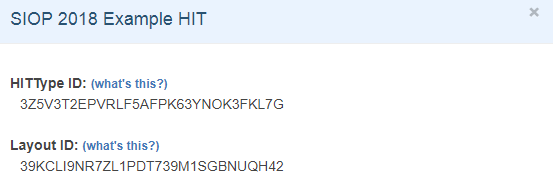 SIOP 2018 Example HIT
HITType ID: (what's this?)
3Z5V3T2EPVRLF5AFPK63YNOK3FKL7G
Layout ID: (what's this?)
39KCLI9NR7ZL1PDT739M1SGBNUQH42